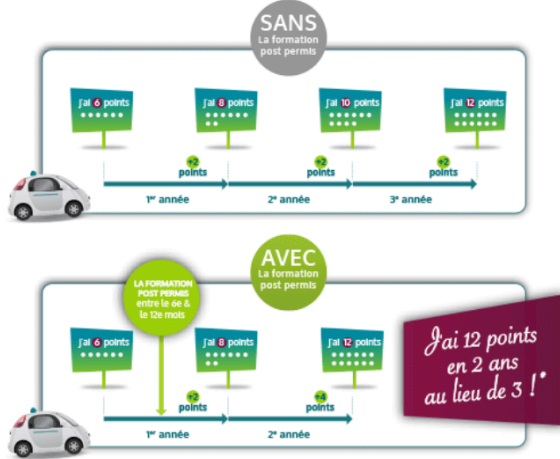 SANS
La formation
post permis
J'ai 6 points
J'ai 8 points
J'ai 10 points
J'ai 12 points
+2
points
+2
points
+2
points
1er année
2e année
3e année
AVEC
La formation
post permis
LA FORMATION
POST PERMIS
entre le 6e &
le 12e mois
J'ai 6 points
J'ai 8 points
J'ai 12 points
+2
points
+4
points
1er année
2e année
J'ai 12 points
en 2 ans
au lieu de 3 !*